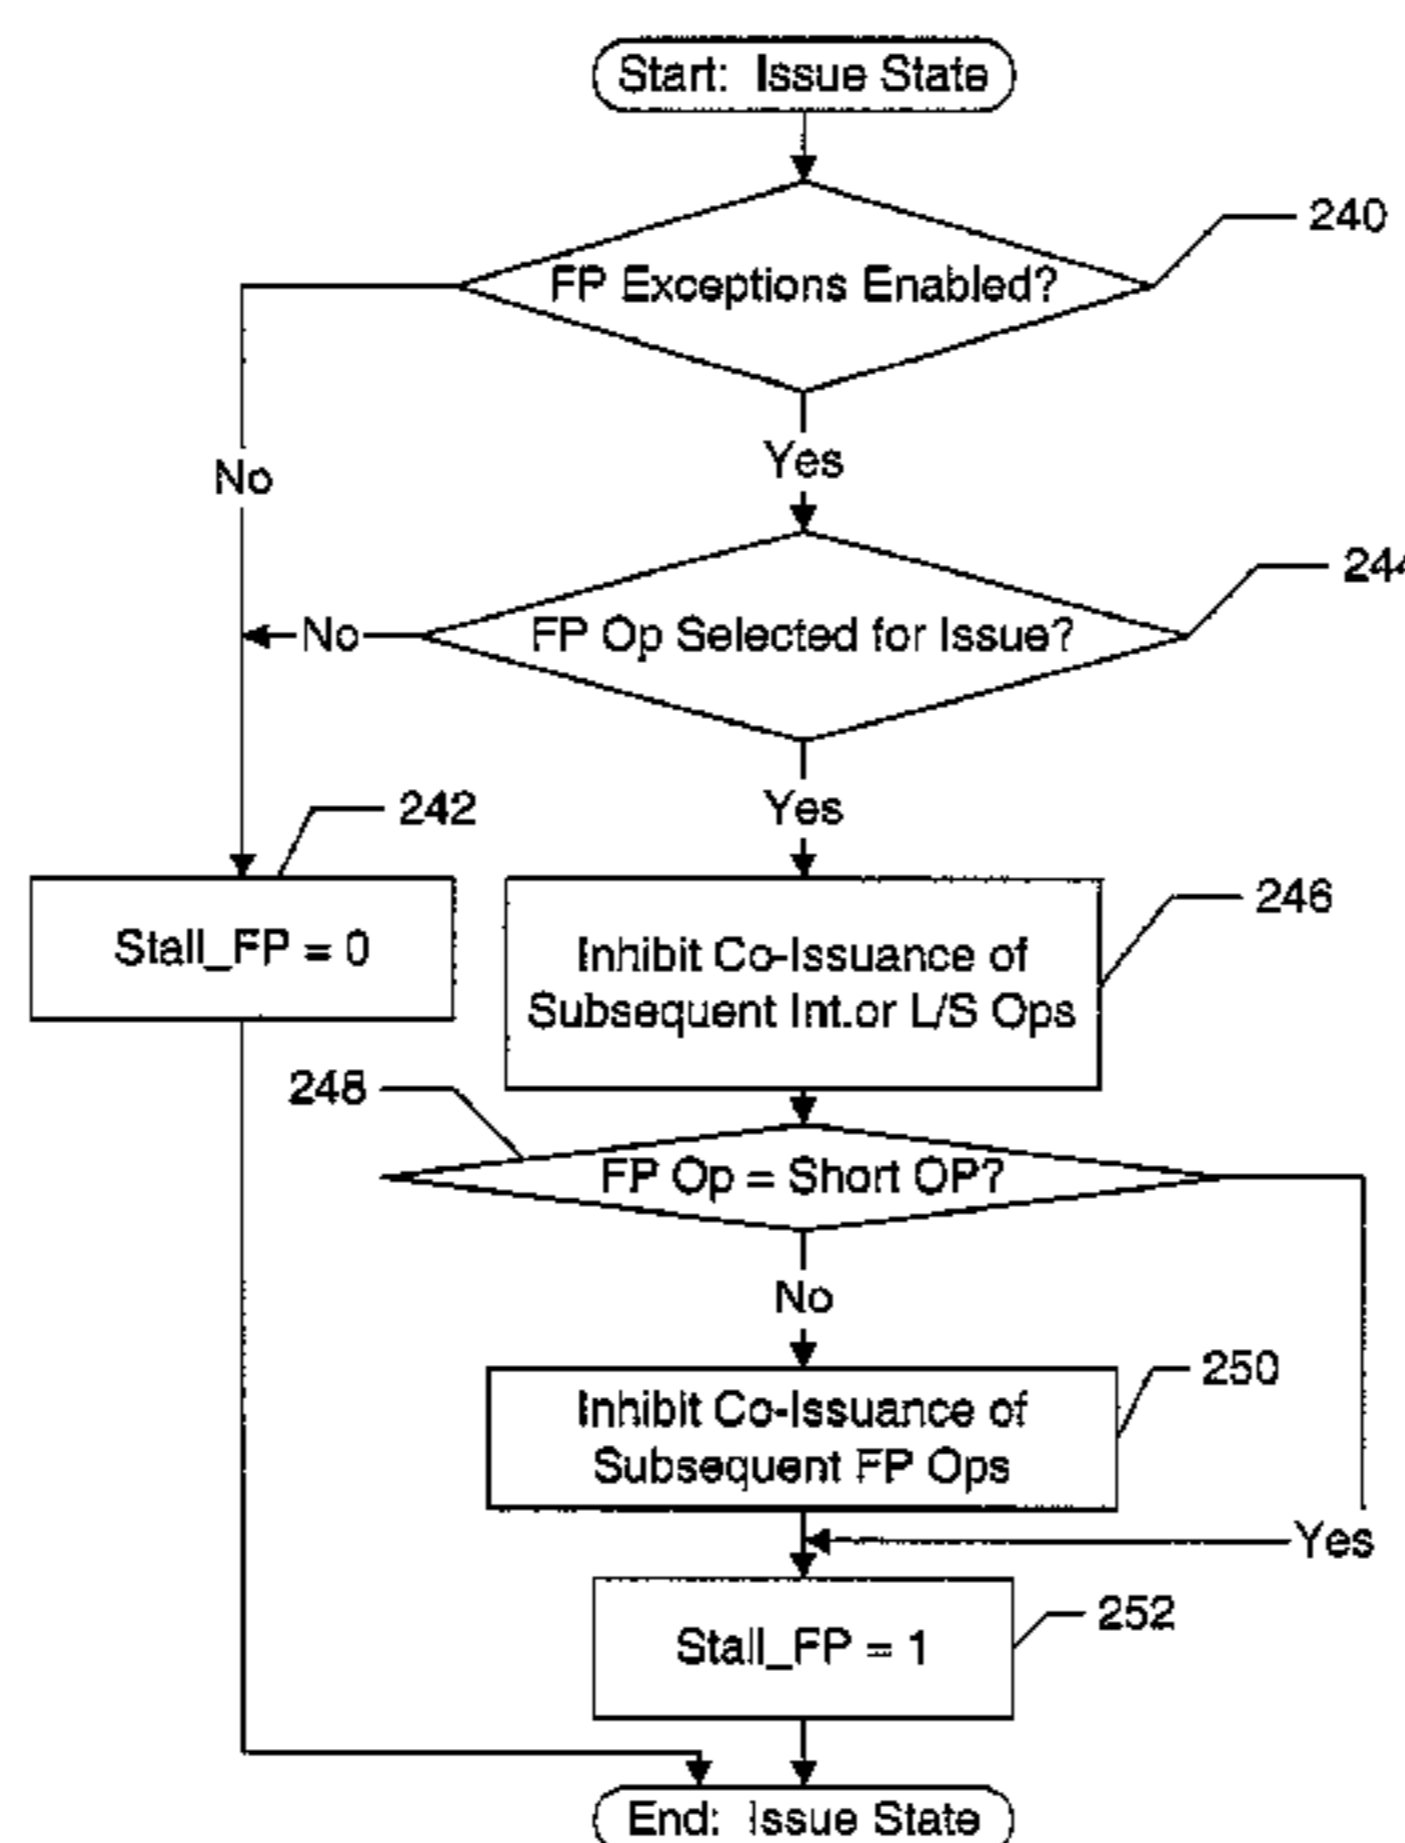 Start: Issue State
240
FP Exceptions Enabled?
No
Yes
244
FP Op Selected for Issue?
No
Yes
242
Stall_FP = 0
246
Inhibit Co-Issuance of
Subsequent Int.or L/S Ops
248
FP Op = Short OP?
No
250
Inhibit Co-Issuance of
Subsequent FP Ops
Yes
252
Stall_FP = 1
End: Issue State